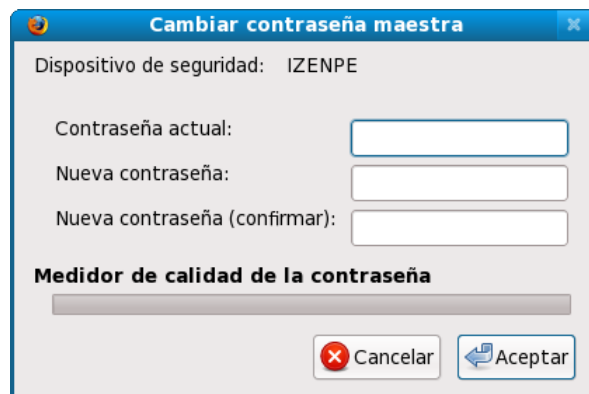 Cambiar contraseña maestra
Dispositivo de seguridad: IZENPE
Contraseña actual:
Nueva contraseña:
Nueva contraseña (confirmar):
Medidor de calidad de la contraseña
Cancelar Aceptar